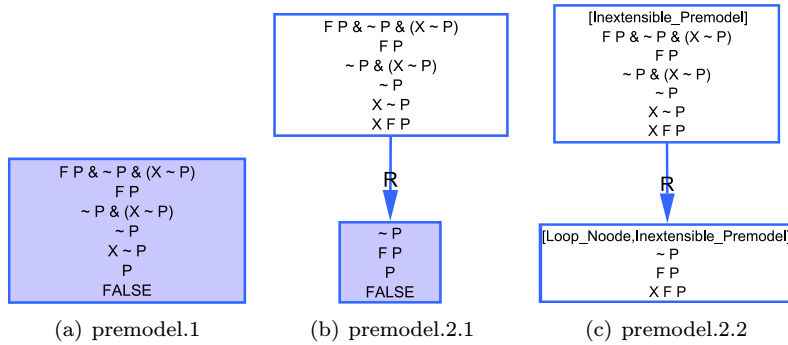 F P & ~ P & (X ~ P)
F P
~ P & (X ~ P)
~ P
X ~ P
P
FALSE
(a) premodel.1
F P & ~ P & (X ~ P)
F P
~ P & (X ~ P)
~ P
X ~ P
X F P
R
~ P
F P
P
FALSE
(b) premodel.2.1
[Inextensible_Premodel]
F P & ~ P & (X ~ P)
F P
~ P & (X ~ P)
~ P
X ~ P
X F P
R
[Loop_Noode,Inextensible_Premodel]
~ P
F P
X F P
(c) premodel.2.2